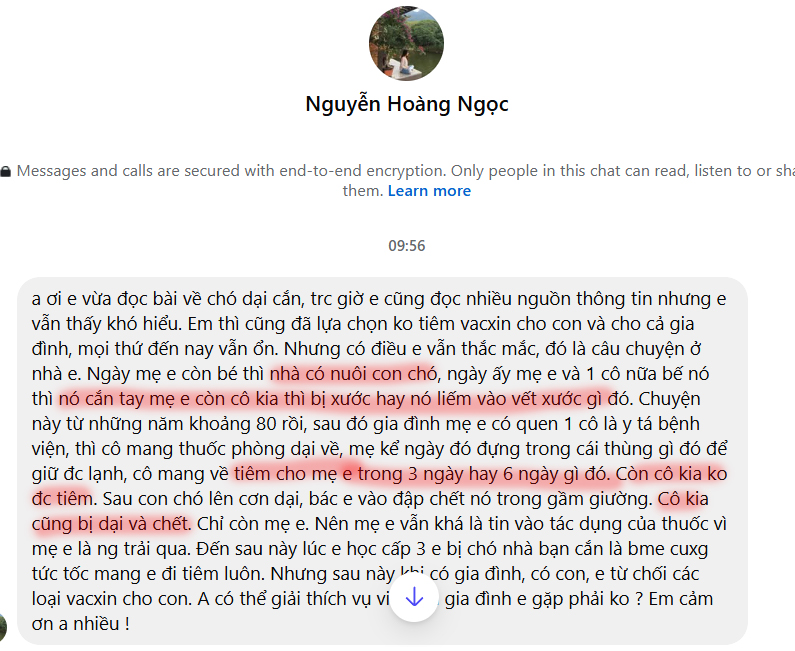 Nguyễn Hoàng Ngọc
Messages and calls are secured with end-to-end encryption. Only people in this chat can read, listen to or
them. Learn more
09:56
a ơi e vừa đọc bài về chó dại cắn, trc giờ e cũng đọc nhiều nguồn thông tin nhưng e
vẫn thấy khó hiểu. Em thì cũng đã lựa chọn ko tiêm vacxin cho con và cho cả gia
đình, mọi thứ đến nay vẫn ổn. Nhưng có điều e vẫn thắc mắc, đó là câu chuyện ở
nhà e. Ngày mẹ e còn bé thì nhà có nuôi con chó, ngày ấy mẹ e và 1 cô nữa bế nó
thì nó cắn tay mẹ e còn cô kia thì bị xước hay nó liếm vào vết xước gì đó. Chuyện
này từ những năm khoảng 80 rồi, sau đó gia đình mẹ e có quen 1 cô là y tá bệnh
viện, thì cô mang thuốc phòng dại về, mẹ kể ngày đó đựng trong cái thùng gì đó để
giữ đc lạnh, cô mang về tiêm cho mẹ e trong 3 ngày hay 6 ngày gì đó. Còn cô kia ko
đc tiêm. Sau con chó lên cơn dại, bác e vào đập chết nó trong gầm giường. Cô kia
cũng bị dại và chết. Chỉ còn mẹ e. Nên mẹ e vẫn khá là tin vào tác dụng của thuốc vì
mẹ e là ng trải qua. Đến sau này lúc e học cấp 3 e bị chó nhà bạn cắn là bme cuxg
tức tốc mang e đi tiêm luôn. Nhưng sau này có gia đình, có con, e từ chối các
loại vacxin cho con. A có thể giải thích vụ gia đình e gặp phải ko ? Em cảm
ơn a nhiều !